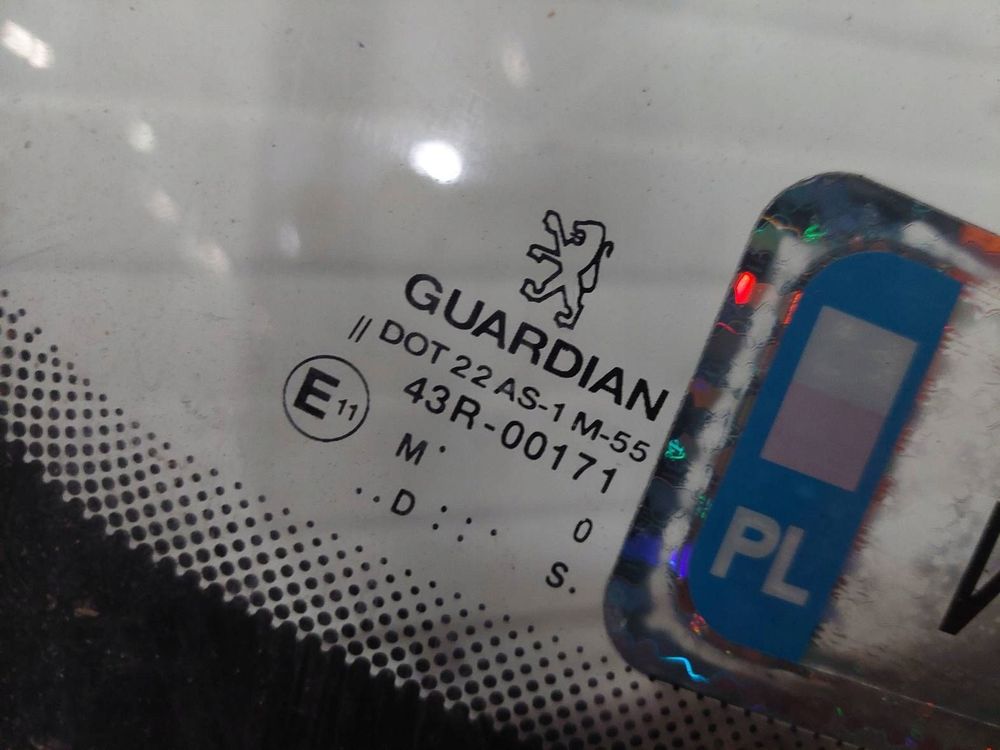 GUARDIAN
// DOT 22 AS-1 M-55
E11 43R-00171
M.
..D : : . 0
S.
PL